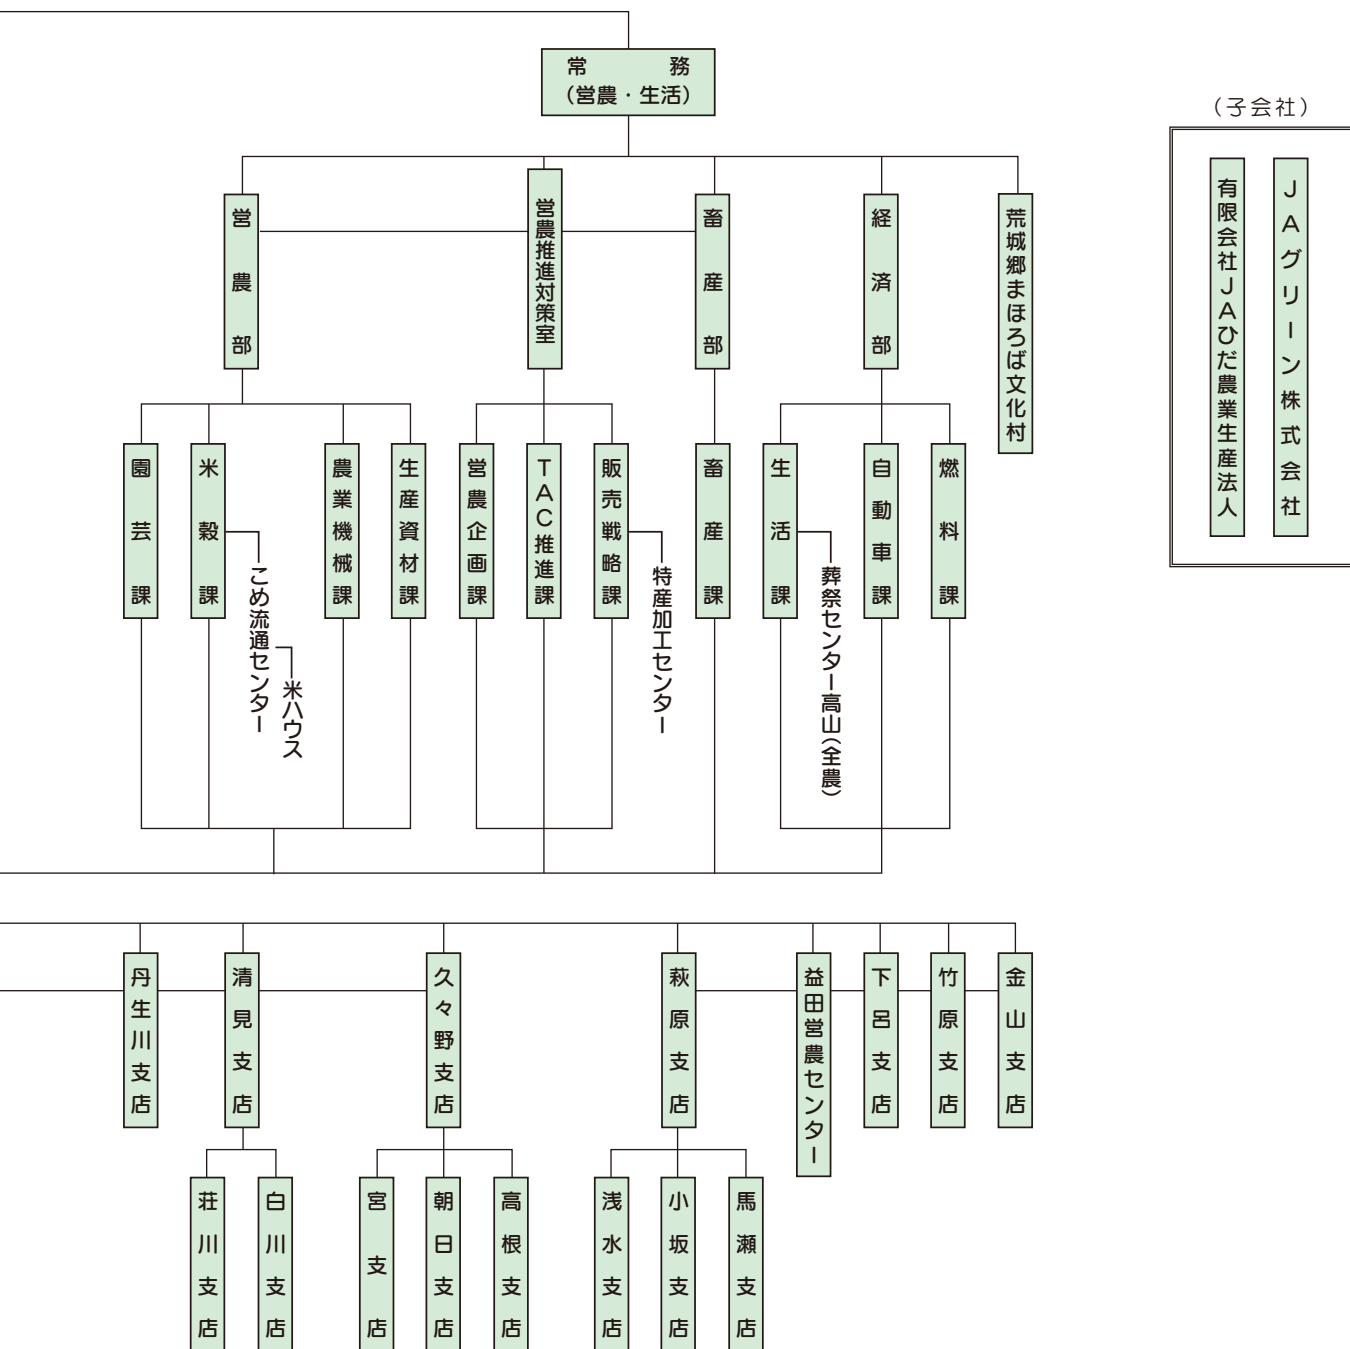 常　務
（営農・生活）
（子会社）
営農部
営農推進対策室
畜産部
経済部
荒城郷まほろば文化村
有限会社ＪＡひだ農業生産法人
ＪＡグリーン株式会社
園芸課
米穀課
こめ流通センター
米ハウス
農業機械課
生産資材課
営農企画課
ＴＡＣ推進課
販売戦略課
特産加工センター
畜産課
生活課
葬祭センター高山（全農）
自動車課
燃料課
丹生川支店
清見支店
久々野支店
萩原支店
益田営農センター
下呂支店
竹原支店
金山支店
荘川支店
白川支店
宮支店
朝日支店
高根支店
浅水支店
小坂支店
馬瀬支店